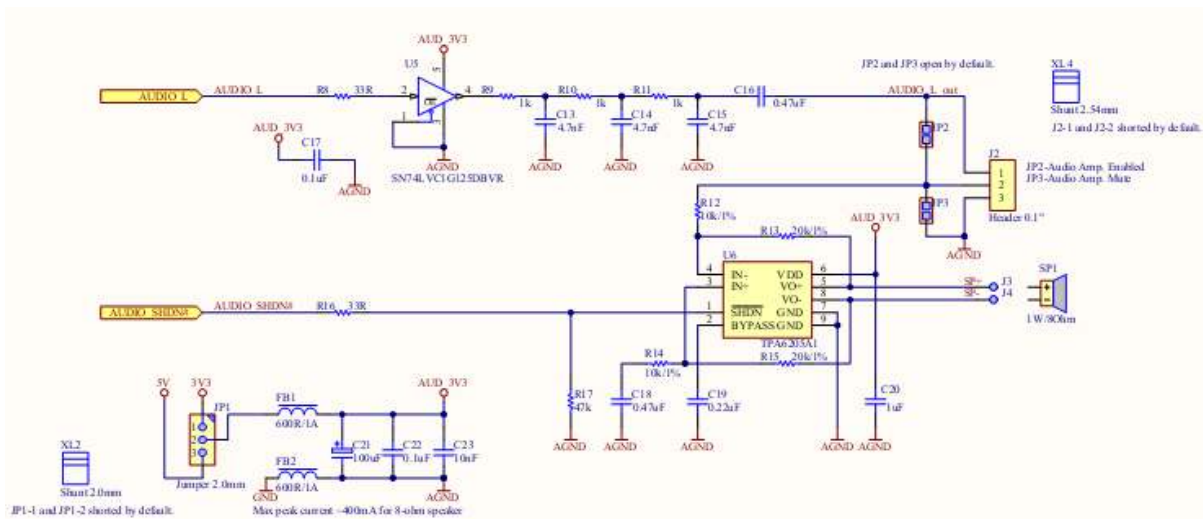 AUD_3V3
U5
JP2 and JP3 open by default.
XL4
AUDIO_L
AUDIO_L
R8
33R
2
5
4
OE
1
3
R9
1k
R10
1k
R11
1k
C16
0.47uF
AUDIO_L_out
Shunt 2.54mm
J2-1 and J2-2 shorted by default.
C13
4.7nF
C14
4.7nF
C15
4.7nF
JP2
AUD_3V3
C17
0.1uF
AGND
AGND
AGND
AGND
AGND
SN74LVC1G125DBVR
J2
JP2-Audio Amp. Enabled
JP3-Audio Amp. Mute
1
2
3
Header 0.1"
JP3
AGND
R12
10k/1%
AUD_3V3
R13
20k/1%
U6
4
IN-
VDD
6
3
IN+
VO+
5
VO-
8
1
SHDN
GND
7
2
BYPASS
GND
9
TPA6205A1
SP+
J3
SP-
J4
SP1
1W/8Ohm
AUDIO_SHDN#
AUDIO_SHDN#
R16
33R
R14
10k/1%
R15
20k/1%
R17
47k
C18
0.47uF
C19
0.22uF
C20
1uF
AGND
AGND
AGND
AGND
AGND
5V
3V3
JP1
1
2
3
Jumper 2.0mm
FB1
600R/1A
AUD_3V3
C21
100uF
C22
0.1uF
C23
10nF
FB2
600R/1A
GND
AGND
XL2
Shunt 2.0mm
JP1-1 and JP1-2 shorted by default.
Max peak current ~400mA for 8-ohm speaker